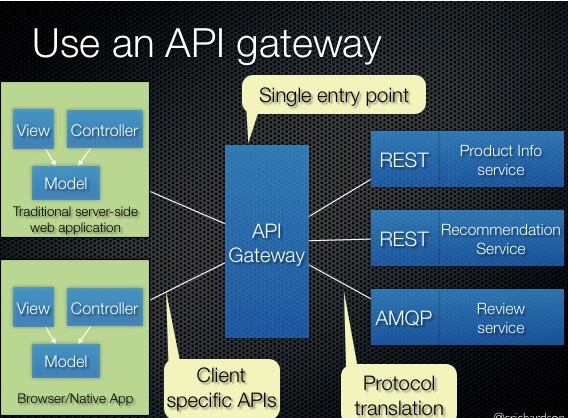 Use an API gateway
Single entry point
View
Controller
Model
Traditional server-side
web application
View
Controller
Model
Browser/Native App
API
Gateway
REST
Product Info
service
REST
Recommendation
Service
AMQP
Review
service
Client
specific APIs
Protocol
translation